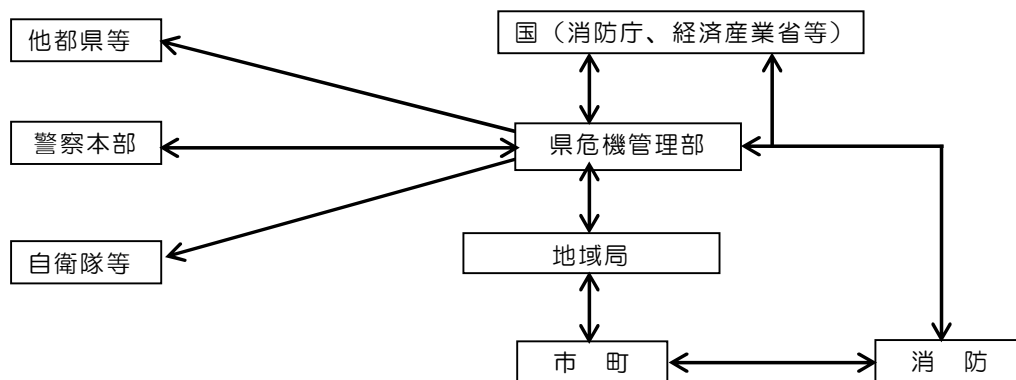 他都県等
国（消防庁、経済産業省等）
警察本部
県危機管理部
自衛隊等
地域局
市　町
消　防